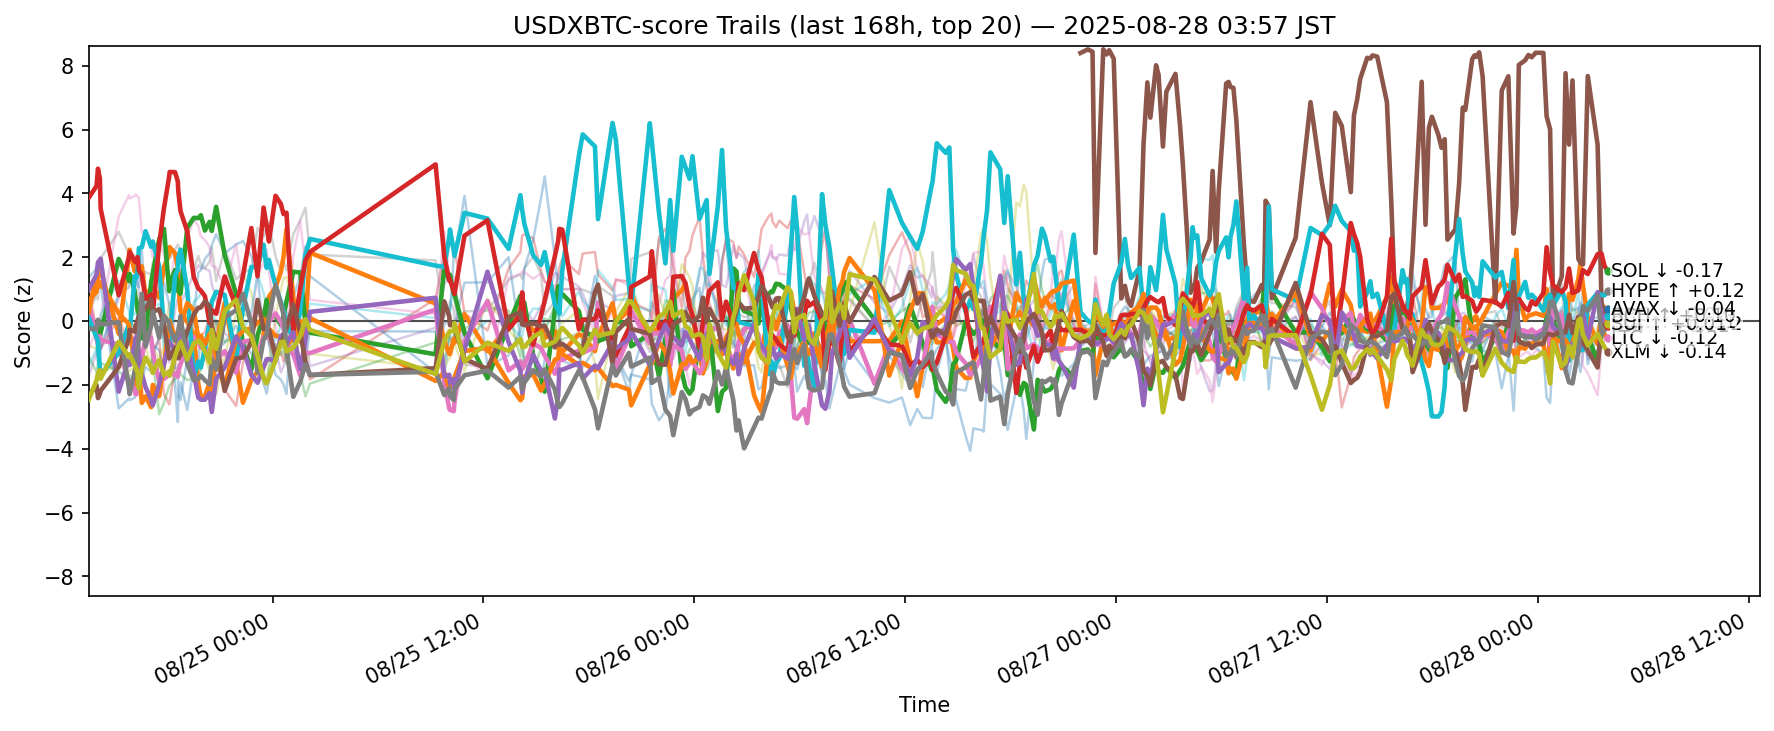 USDXBTC-score Trails (last 168h, top 20) — 2025-08-28 03:57 JST
Score (z)
8
6
4
2
0
−2
−4
−6
−8
SOL ↓ -0.17
HYPE ↑ +0.12
AVAX ↓ -0.04
LTC ↓ -0.12
XLM ↓ -0.14
08/25 00:00
08/25 12:00
08/26 00:00
08/26 12:00
08/27 00:00
08/27 12:00
08/28 00:00
08/28 12:00
Time